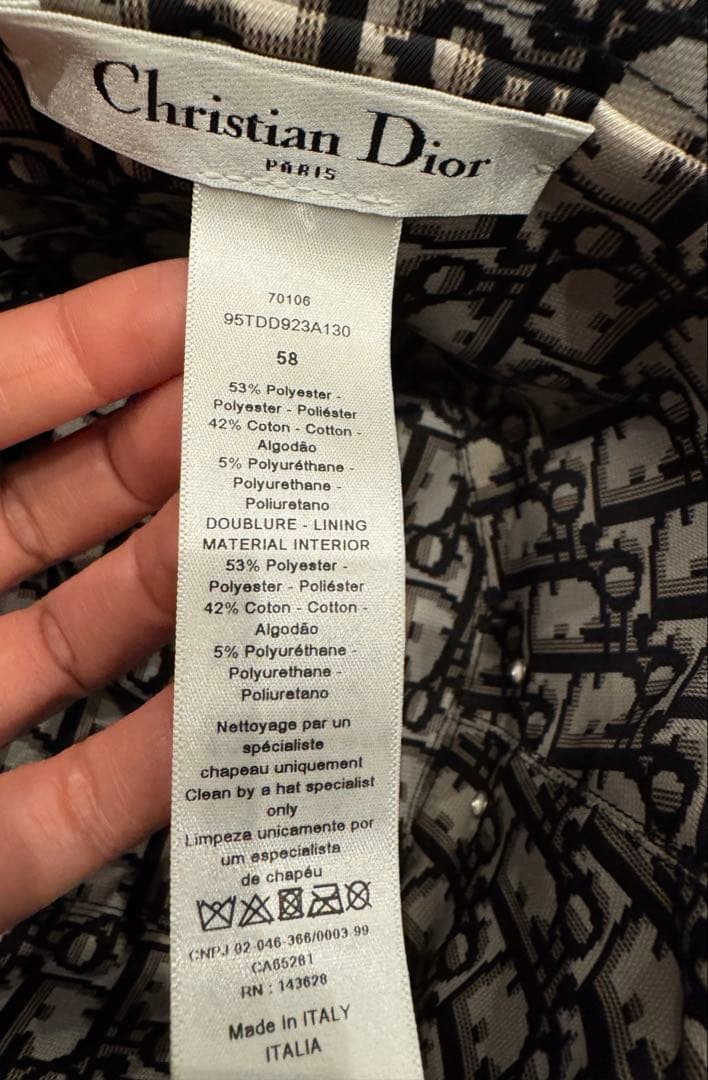 Christian Dior
PARIS
70106
95TDD923A130
58
53% Polyester -
Polyester - Poliéster
42% Coton - Cotton -
Algodão
5% Polyuréthane -
Polyurethane -
Poliuretano
DOUBLURE - LINING
MATERIAL INTERIOR
53% Polyester -
Polyester - Poliéster
42% Coton - Cotton -
Algodão
5% Polyuréthane -
Polyurethane -
Poliuretano
Nettoyage par un
spécialiste
chapeau uniquement
Clean by a hat specialist
only
Limpeza unicamente por
um especialista
de chapéu
CNPJ 02-046-366/0003-99
CA65281
RN : 143628
Made in ITALY
ITALIA